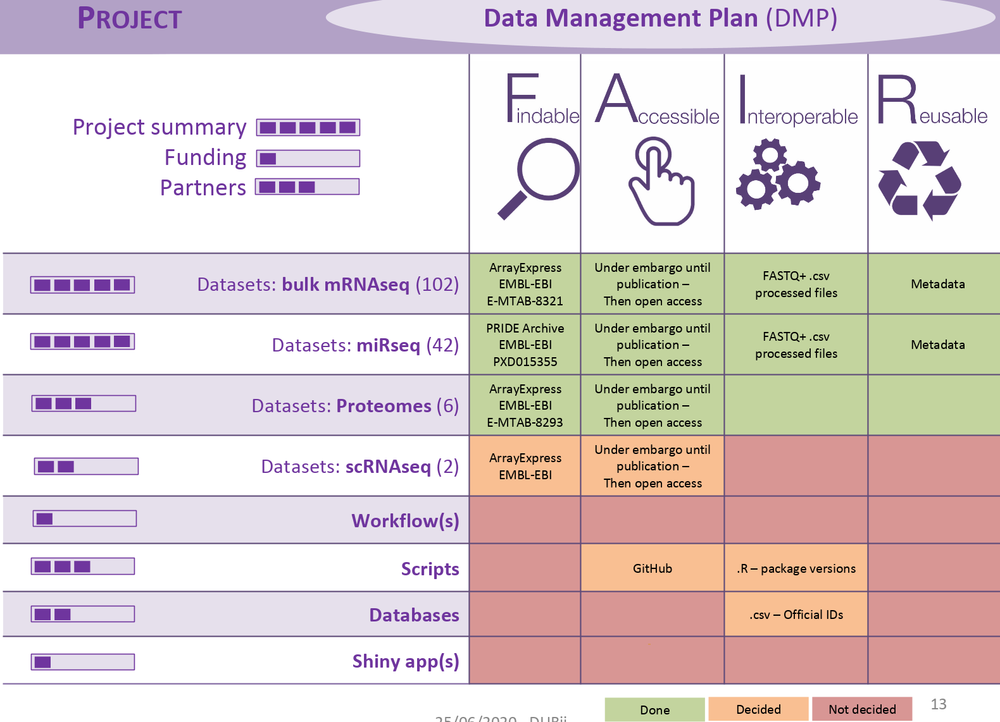 PROJECT
Data Management Plan (DMP)
Findable
Accessible
Interoperable
Reusable
Project summary
Funding
Partners
Datasets: bulk mRNAseq (102)
ArrayExpress
EMBL-EBI
E-MTAB-8321
Under embargo until
publication –
Then open access
FASTQ+ .csv
processed files
Metadata
Datasets: miRseq (42)
PRIDE Archive
EMBL-EBI
PXD015355
Under embargo until
publication –
Then open access
FASTQ+ .csv
processed files
Metadata
Datasets: Proteomes (6)
ArrayExpress
EMBL-EBI
E-MTAB-8293
Under embargo until
publication –
Then open access
Datasets: scRNAseq (2)
ArrayExpress
EMBL-EBI
Under embargo until
publication –
Then open access
Workflow(s)
Scripts
GitHub
.R – package versions
Databases
.csv – Official IDs
Shiny app(s)
Done
Decided
Not decided
13
25/06/2020